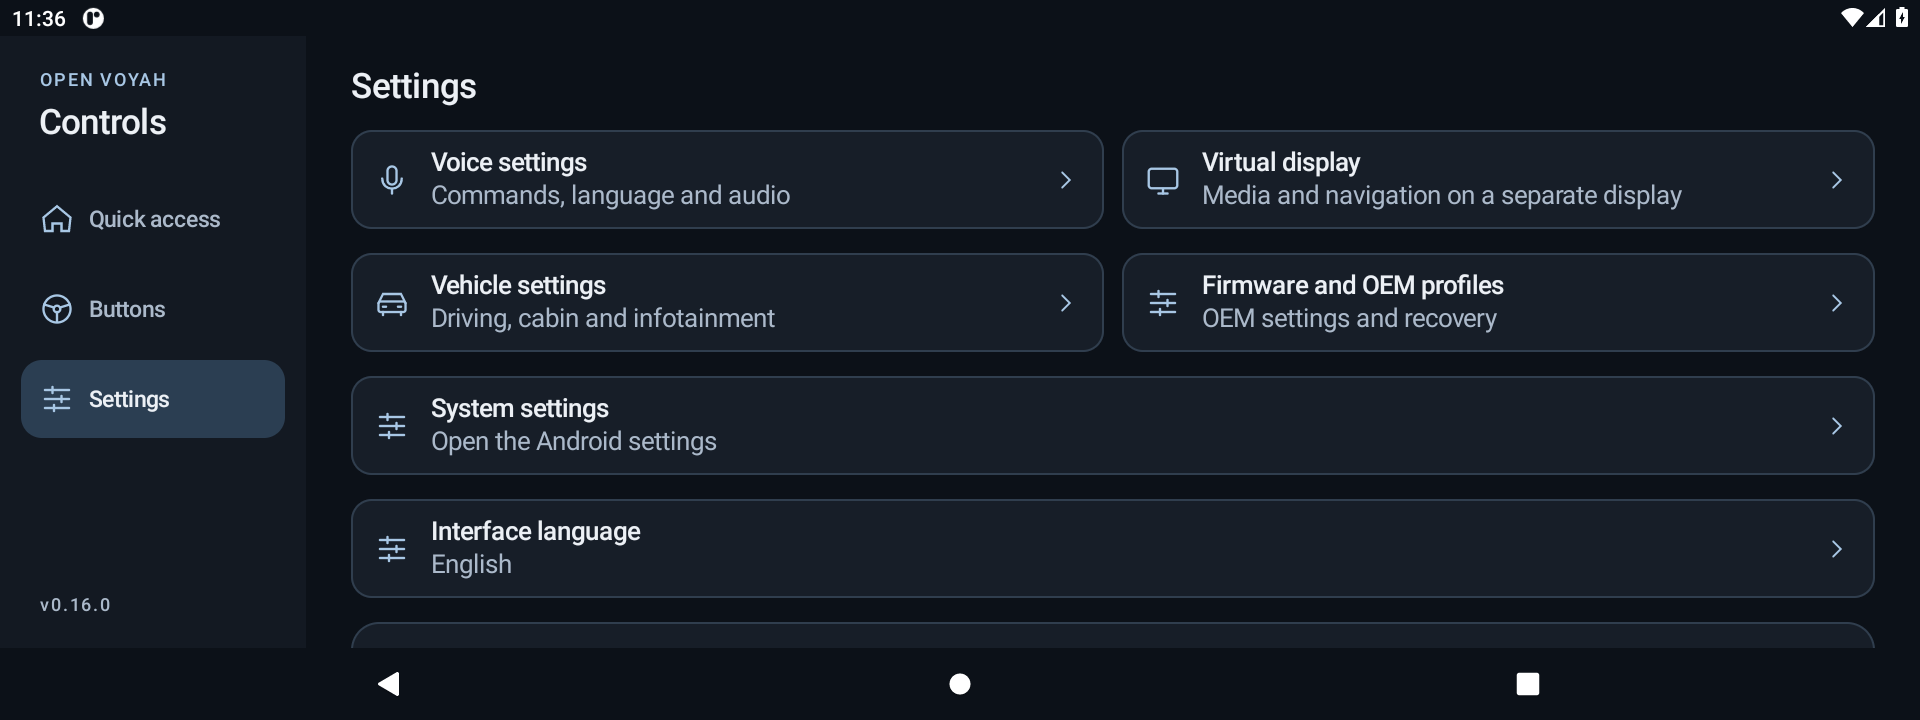 11:36
OPEN VOYAH
Controls
Quick access
Buttons
Settings
v0.16.0
Settings
Voice settings
Commands, language and audio
Virtual display
Media and navigation on a separate display
Vehicle settings
Driving, cabin and infotainment
Firmware and OEM profiles
OEM settings and recovery
System settings
Open the Android settings
Interface language
English